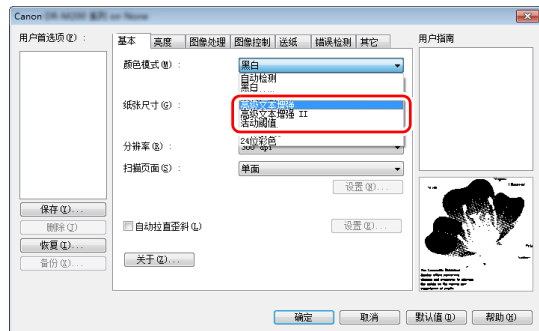 Canon DR-M260 系列 on None
用户首选项(Z) :
基本 亮度 图像处理 图像控制 送纸 错误检测 其它
用户指南
颜色模式(M) : 黑白
自动检测
黑白
纸张尺寸(G) : 高级文本增强
高级文本增强 II
活动阈值
24位彩色
分辨率(R) : 300 dpi
扫描页面(S) : 单面
设置(O)...
保存(Y)...
删除(T)
自动拉直歪斜(L) 设置(E)...
恢复(X)...
备份(Q)...
关于(Z)...
确定 取消 默认值(D) 帮助(H)